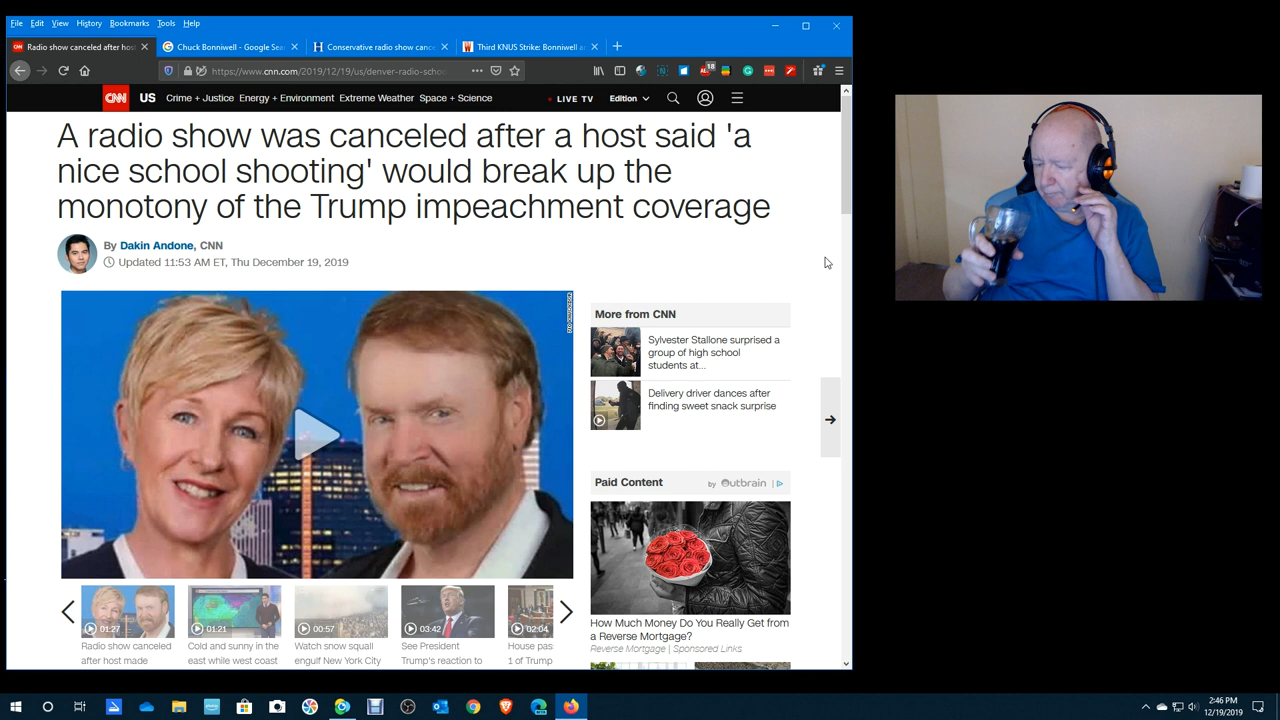 File Edit View History Bookmarks Tools Help
Radio show canceled after host
Chuck Bonniwell - Google Sear
Conservative radio show cance
Third KNUS Strike: Bonniwell a
https://www.cnn.com/2019/12/19/us/denver-radio-scho
18
CNN US Crime + Justice Energy + Environment Extreme Weather Space + Science LIVE TV Edition
A radio show was canceled after a host said 'a
nice school shooting' would break up the
monotony of the Trump impeachment coverage
By Dakin Andone, CNN
Updated 11:53 AM ET, Thu December 19, 2019
More from CNN
Sylvester Stallone surprised a
group of high school
students at...
Delivery driver dances after
finding sweet snack surprise
Paid Content by Outbrain
How Much Money Do You Really Get from
a Reverse Mortgage?
Reverse Mortgage | Sponsored Links
01:27
Radio show canceled
after host made
01:21
Cold and sunny in the
east while west coast
00:57
Watch snow squall
engulf New York City
03:42
See President
Trump's reaction to
02:04
House pas
1 of Trump
2:46 PM
12/19/2019